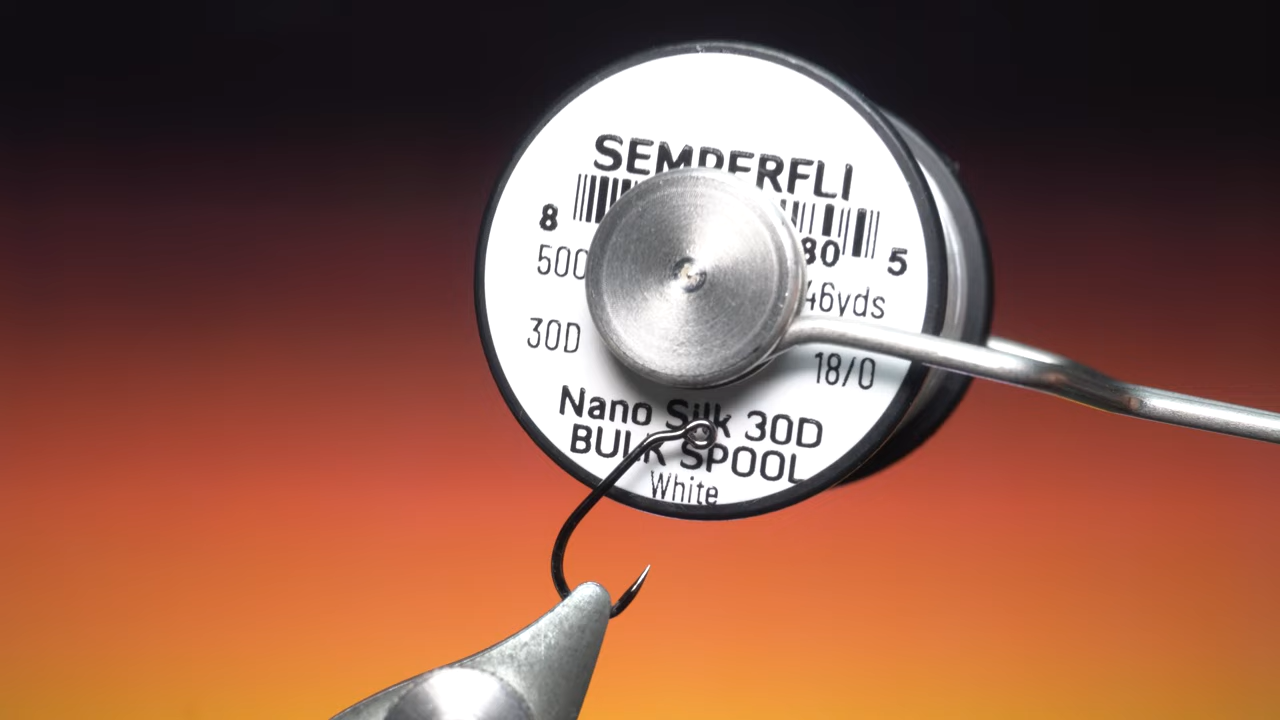 SEMPERFLI
8 80 5
500 46yds
30D 18/0
Nano Silk 30D
BULK SPOOL
White